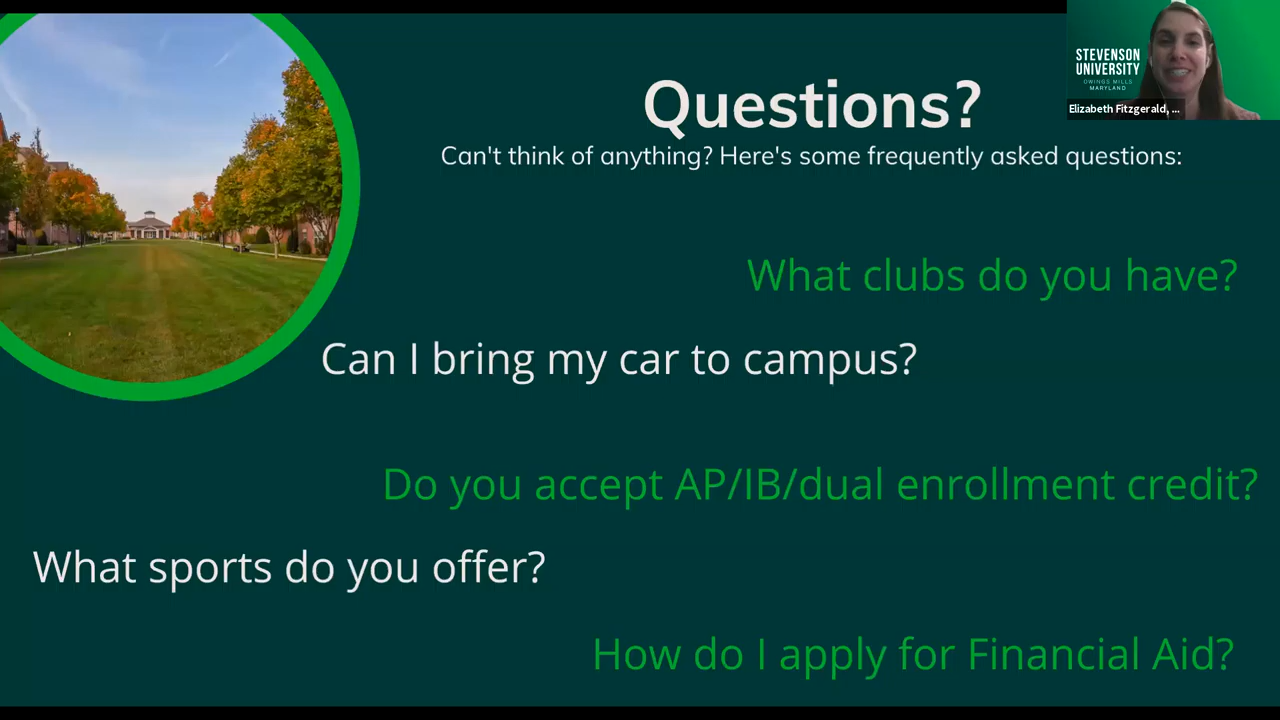 Questions?
Can't think of anything? Here's some frequently asked questions:
What clubs do you have?
Can I bring my car to campus?
Do you accept AP/IB/dual enrollment credit?
What sports do you offer?
How do I apply for Financial Aid?
STEVENSON
UNIVERSITY
OWINGS MILLS
MARYLAND
Elizabeth Fitzgerald, ...